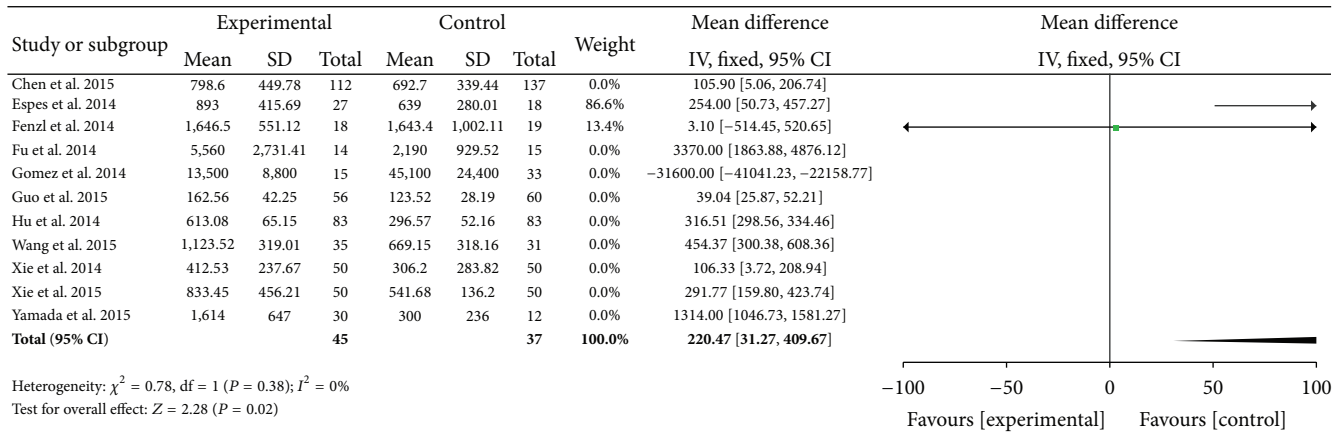 Study or subgroup Experimental Control Weight Mean difference Mean difference
Mean SD Total Mean SD Total IV, fixed, 95% CI IV, fixed, 95% CI
Chen et al. 2015 798.6 449.78 112 692.7 339.44 137 0.0% 105.90 [5.06, 206.74]
Espes et al. 2014 893 415.69 27 639 280.01 18 86.6% 254.00 [50.73, 457.27]
Fenzl et al. 2014 1,646.5 551.12 18 1,643.4 1,002.11 19 13.4% 3.10 [−514.45, 520.65]
Fu et al. 2014 5,560 2,731.41 14 2,190 929.52 15 0.0% 3370.00 [1863.88, 4876.12]
Gomez et al. 2014 13,500 8,800 15 45,100 24,400 33 0.0% −31600.00 [−41041.23, −22158.77]
Guo et al. 2015 162.56 42.25 56 123.52 28.19 60 0.0% 39.04 [25.87, 52.21]
Hu et al. 2014 613.08 65.15 83 296.57 52.16 83 0.0% 316.51 [298.56, 334.46]
Wang et al. 2015 1,123.52 319.01 35 669.15 318.16 31 0.0% 454.37 [300.38, 608.36]
Xie et al. 2014 412.53 237.67 50 306.2 283.82 50 0.0% 106.33 [3.72, 208.94]
Xie et al. 2015 833.45 456.21 50 541.68 136.2 50 0.0% 291.77 [159.80, 423.74]
Yamada et al. 2015 1,614 647 30 300 236 12 0.0% 1314.00 [1046.73, 1581.27]
Total (95% CI) 45 37 100.0% 220.47 [31.27, 409.67]
Heterogeneity: χ² = 0.78, df = 1 (P = 0.38); I² = 0%
Test for overall effect: Z = 2.28 (P = 0.02)
−100 −50 0 50 100
Favours [experimental] Favours [control]